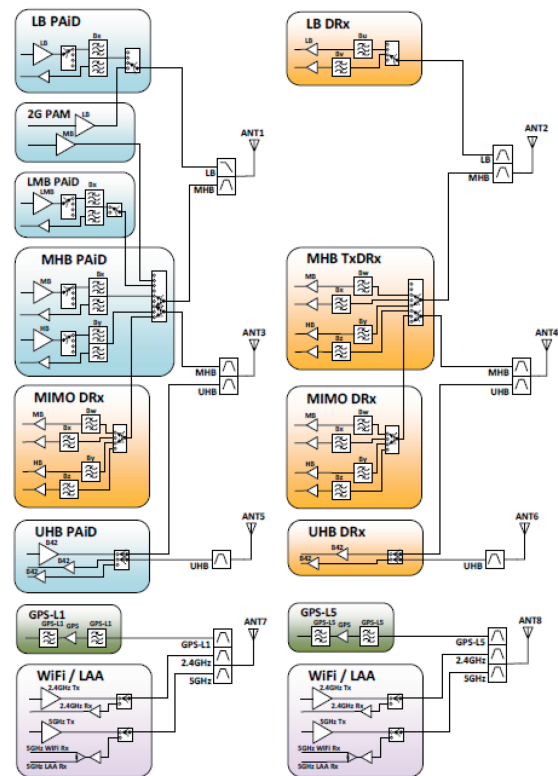 LB PAiD
LB
Bx
2G PAM
LB
MB
LMB PAiD
LMB
Bx
MHB PAiD
MB
Bx
HB
By
MIMO DRx
MB
Bw
Bx
HB
By
Bz
UHB PAiD
B42
B42
B42
GPS-L1
GPS-L1
GPS
GPS-L1
WiFi / LAA
2.4GHz Tx
2.4GHz Rx
5GHz Tx
5GHz WiFi Rx
5GHz LAA Rx
ANT1
LB
MHB
ANT3
MHB
UHB
ANT5
UHB
ANT7
GPS-L1
2.4GHz
5GHz
LB DRx
LB
Bu
Bv
MHB TxDRx
MB
Bw
Bx
HB
By
Bz
MIMO DRx
MB
Bw
Bx
HB
By
Bz
UHB DRx
B42
B42
GPS-L5
GPS-L5
GPS
GPS-L5
WiFi / LAA
2.4GHz Tx
2.4GHz Rx
5GHz Tx
5GHz WiFi Rx
5GHz LAA Rx
ANT2
LB
MHB
ANT4
MHB
UHB
ANT6
UHB
ANT8
GPS-L5
2.4GHz
5GHz